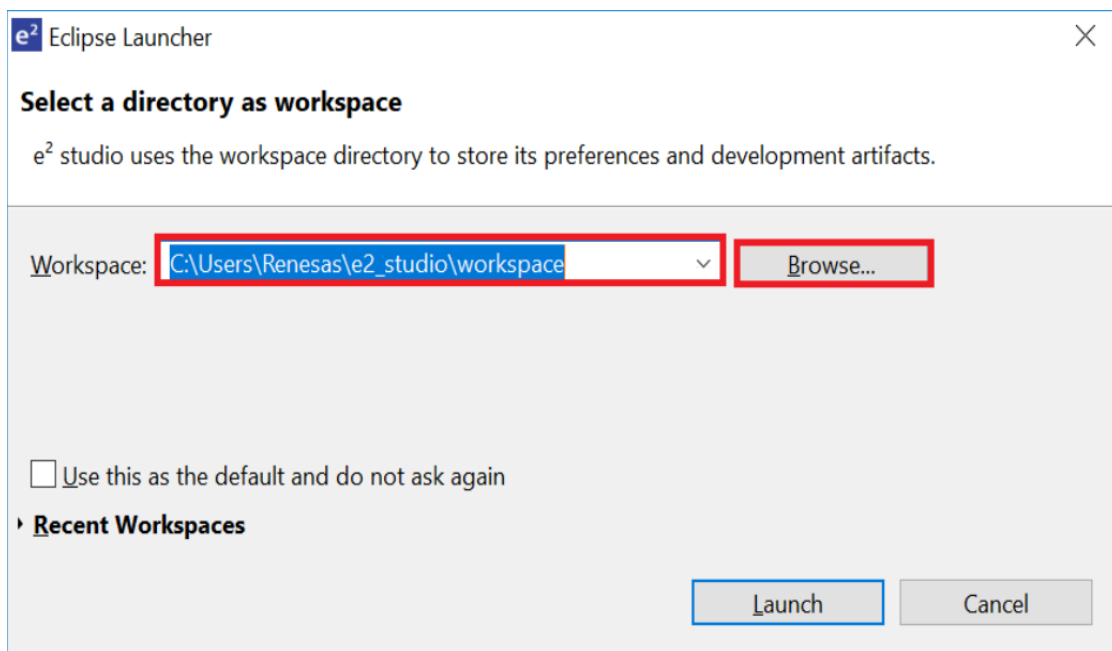 e² Eclipse Launcher
Select a directory as workspace
e² studio uses the workspace directory to store its preferences and development artifacts.
Workspace: C:\Users\Renesas\e2_studio\workspace Browse...
Use this as the default and do not ask again
Recent Workspaces
Launch Cancel